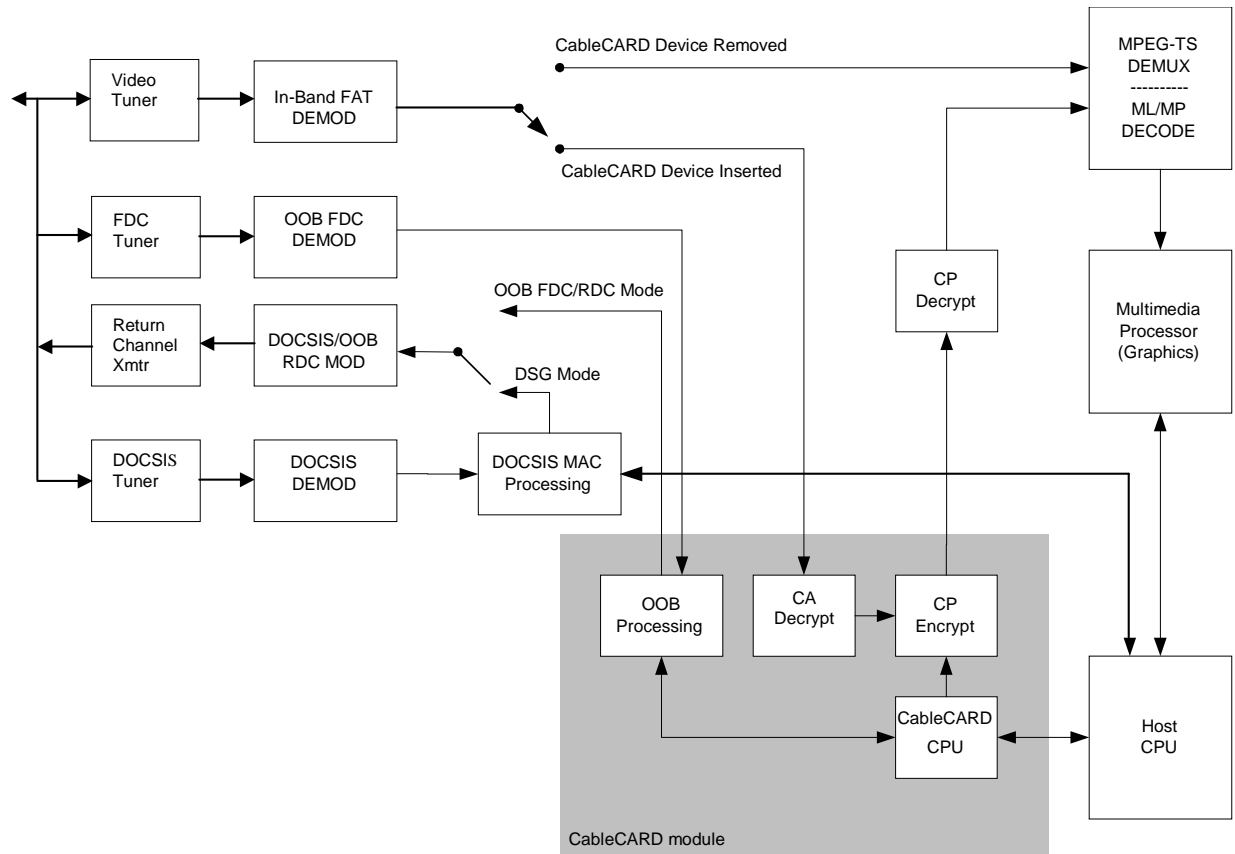 CableCARD Device Removed
MPEG-TS
DEMUX
----------
ML/MP
DECODE
Video
Tuner
In-Band FAT
DEMOD
CableCARD Device Inserted
FDC
Tuner
OOB FDC
DEMOD
CP
Decrypt
OOB FDC/RDC Mode
Return
Channel
Xmtr
DOCSIS/OOB
RDC MOD
Multimedia
Processor
(Graphics)
DSG Mode
DOCSIS
Tuner
DOCSIS
DEMOD
DOCSIS MAC
Processing
OOB
Processing
CA
Decrypt
CP
Encrypt
CableCARD
CPU
Host
CPU
CableCARD module